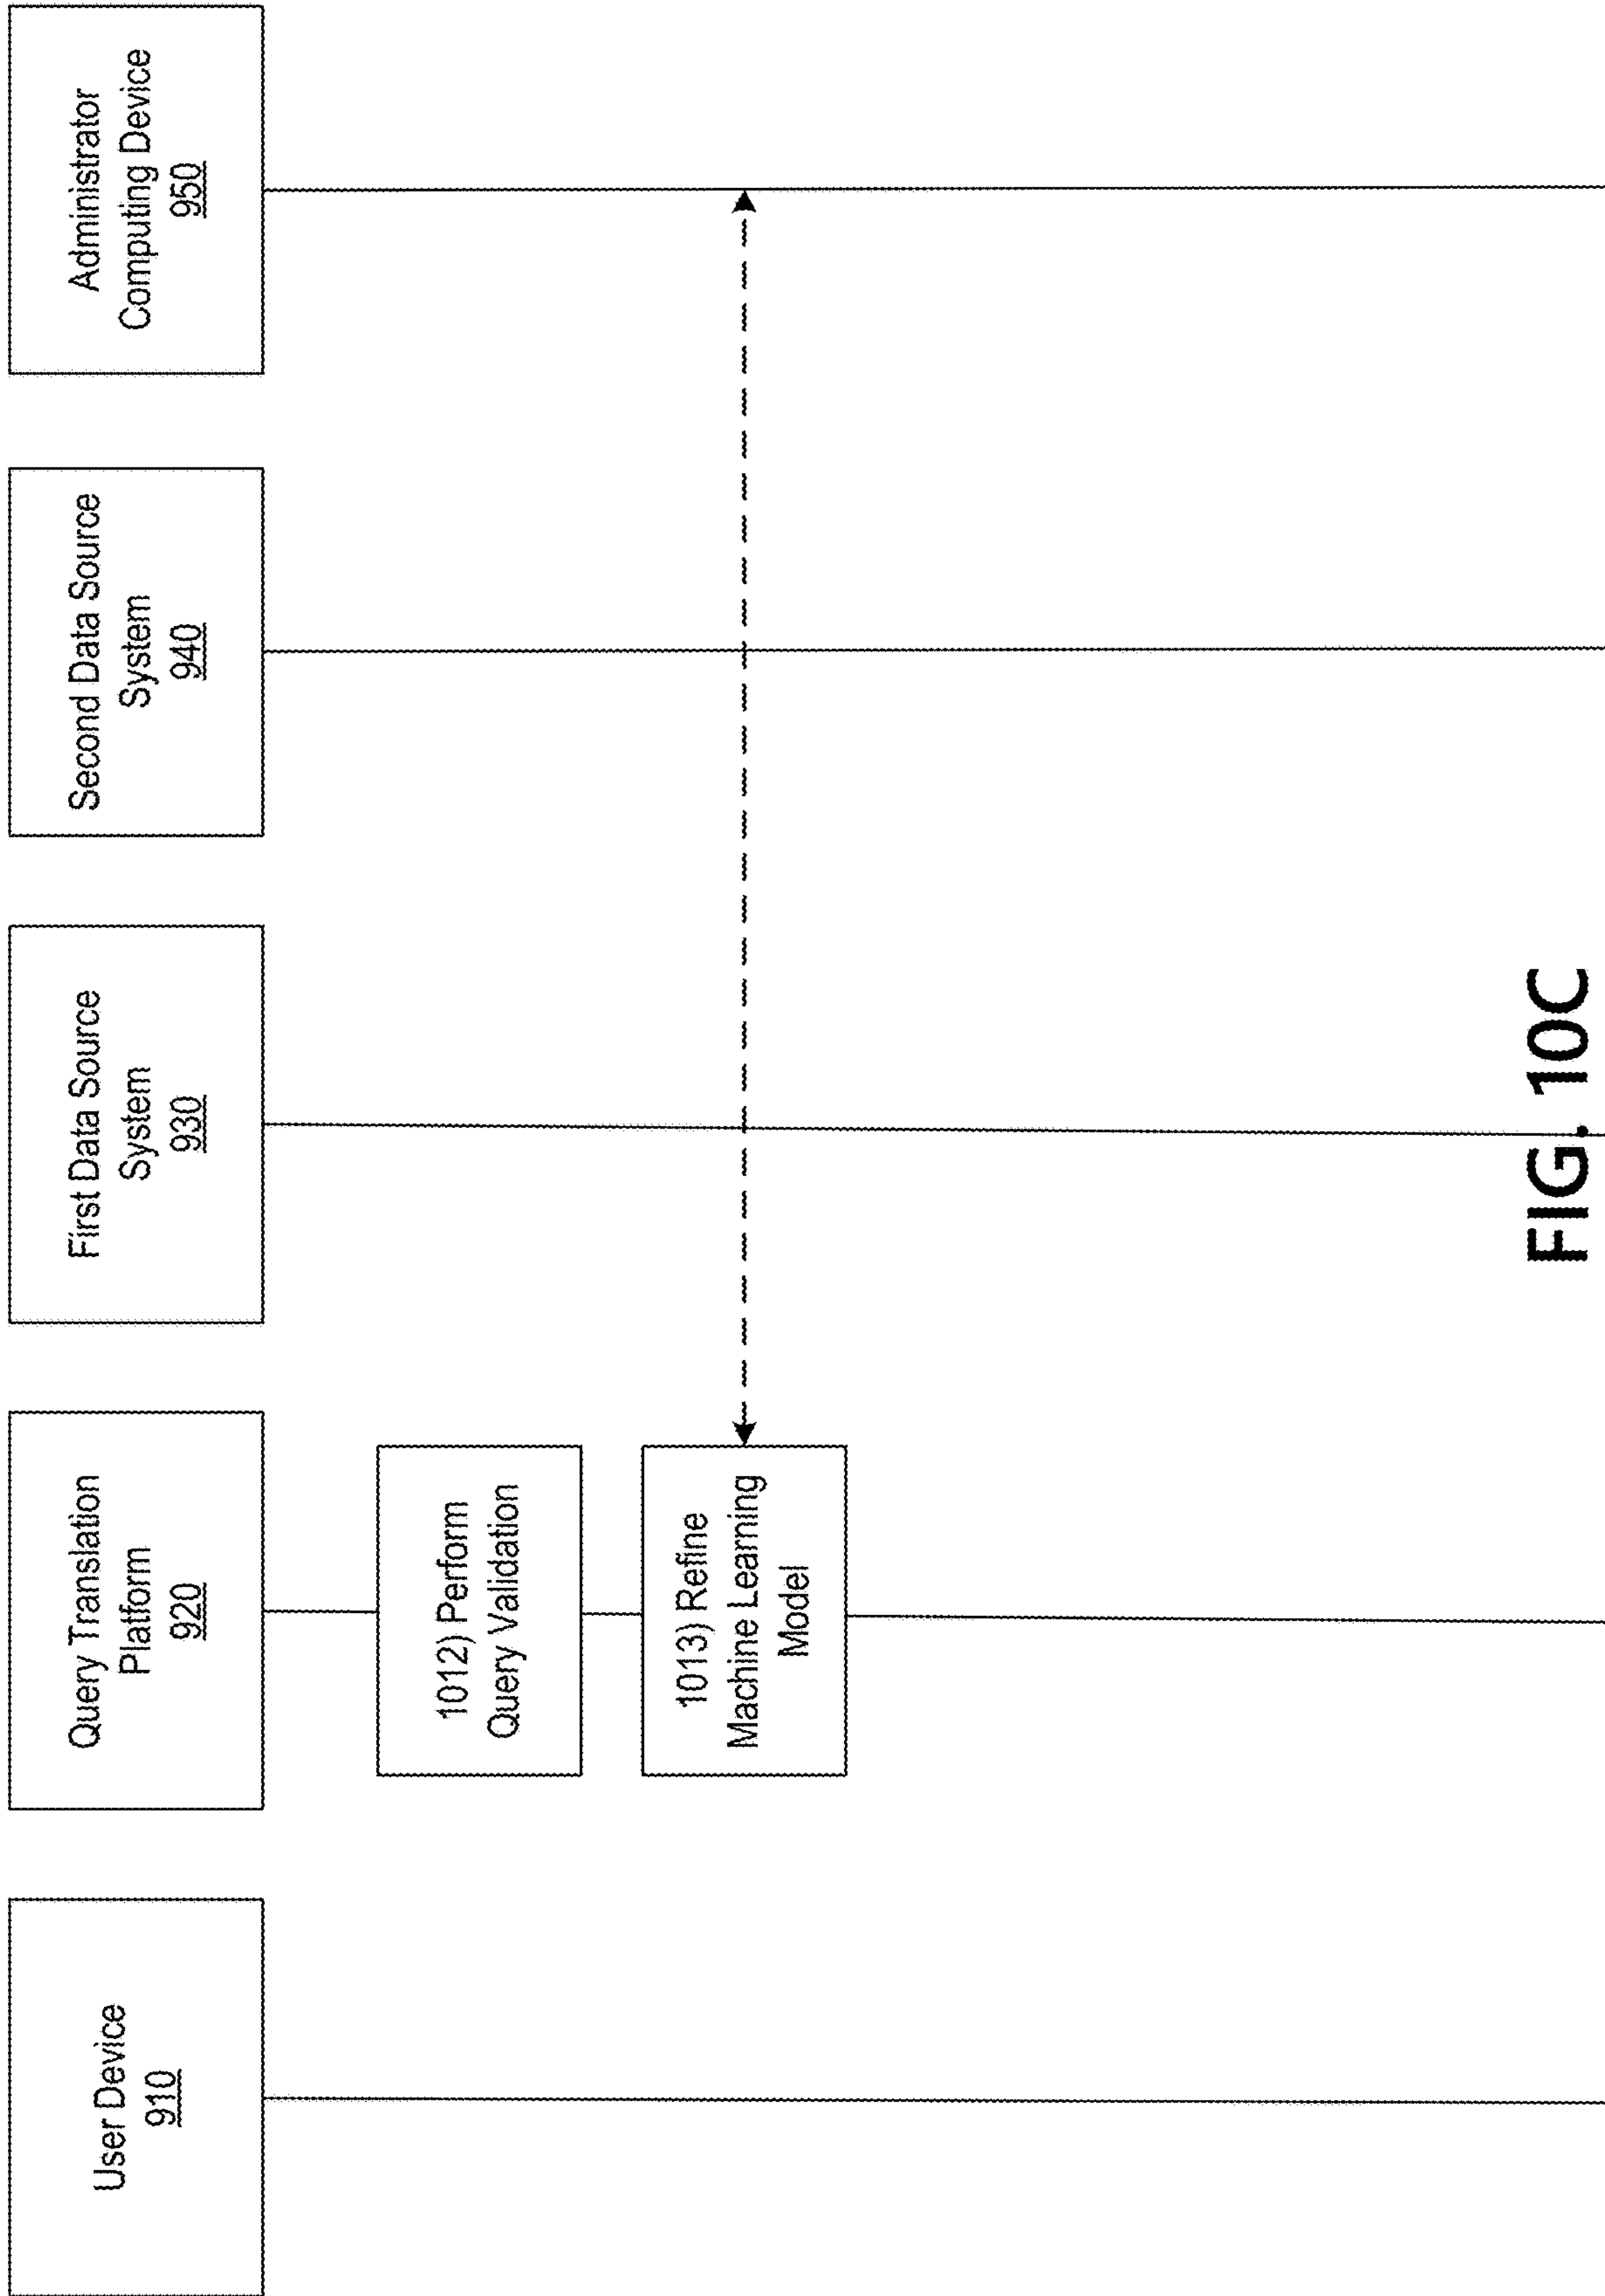 User Device
910
Query Translation
Platform
920
First Data Source
System
930
Second Data Source
System
940
Administrator
Computing Device
950
1012) Perform
Query Validation
1013) Refine
Machine Learning
Model
FIG. 10C